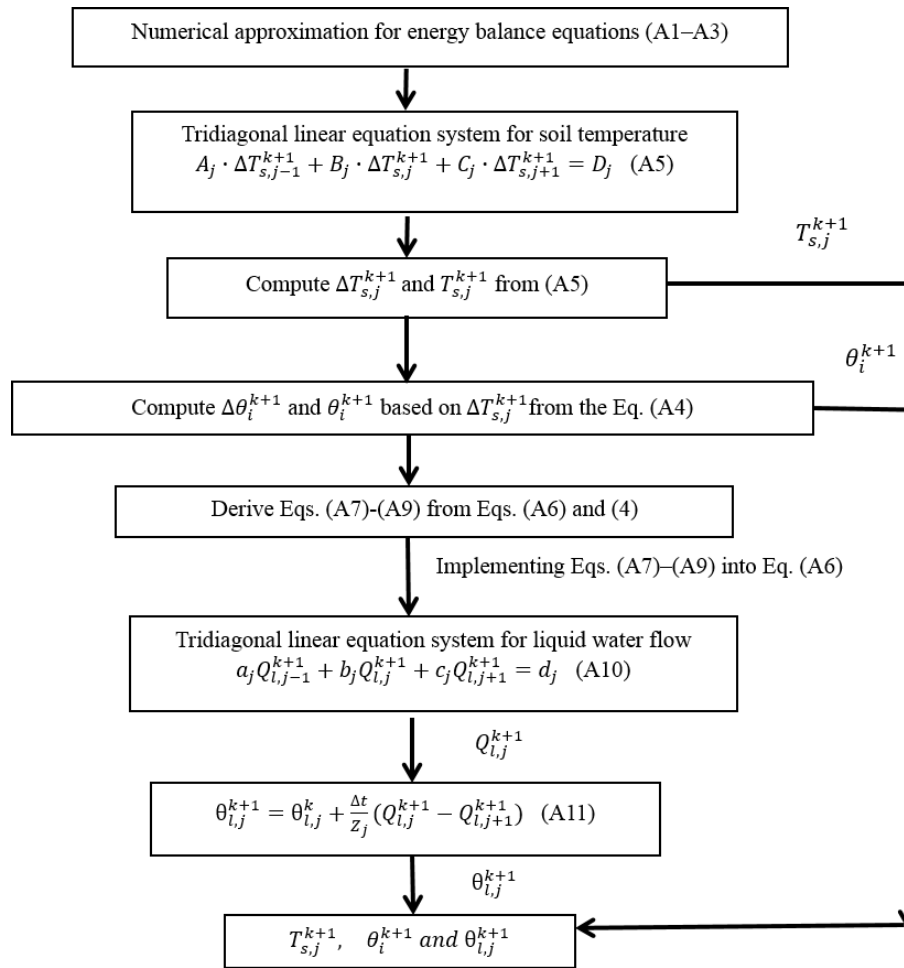 Numerical approximation for energy balance equations (A1–A3)
Tridiagonal linear equation system for soil temperature
A_j · ΔT_{s,j−1}^{k+1} + B_j · ΔT_{s,j}^{k+1} + C_j · ΔT_{s,j+1}^{k+1} = D_j (A5)
T_{s,j}^{k+1}
Compute ΔT_{s,j}^{k+1} and T_{s,j}^{k+1} from (A5)
θ_i^{k+1}
Compute Δθ_i^{k+1} and θ_i^{k+1} based on ΔT_{s,j}^{k+1} from the Eq. (A4)
Derive Eqs. (A7)-(A9) from Eqs. (A6) and (4)
Implementing Eqs. (A7)–(A9) into Eq. (A6)
Tridiagonal linear equation system for liquid water flow
a_j Q_{l,j−1}^{k+1} + b_j Q_{l,j}^{k+1} + c_j Q_{l,j+1}^{k+1} = d_j (A10)
Q_{l,j}^{k+1}
θ_{l,j}^{k+1} = θ_{l,j}^k + Δt/Z_j (Q_{l,j}^{k+1} − Q_{l,j+1}^{k+1}) (A11)
θ_{l,j}^{k+1}
T_{s,j}^{k+1}, θ_i^{k+1} and θ_{l,j}^{k+1}